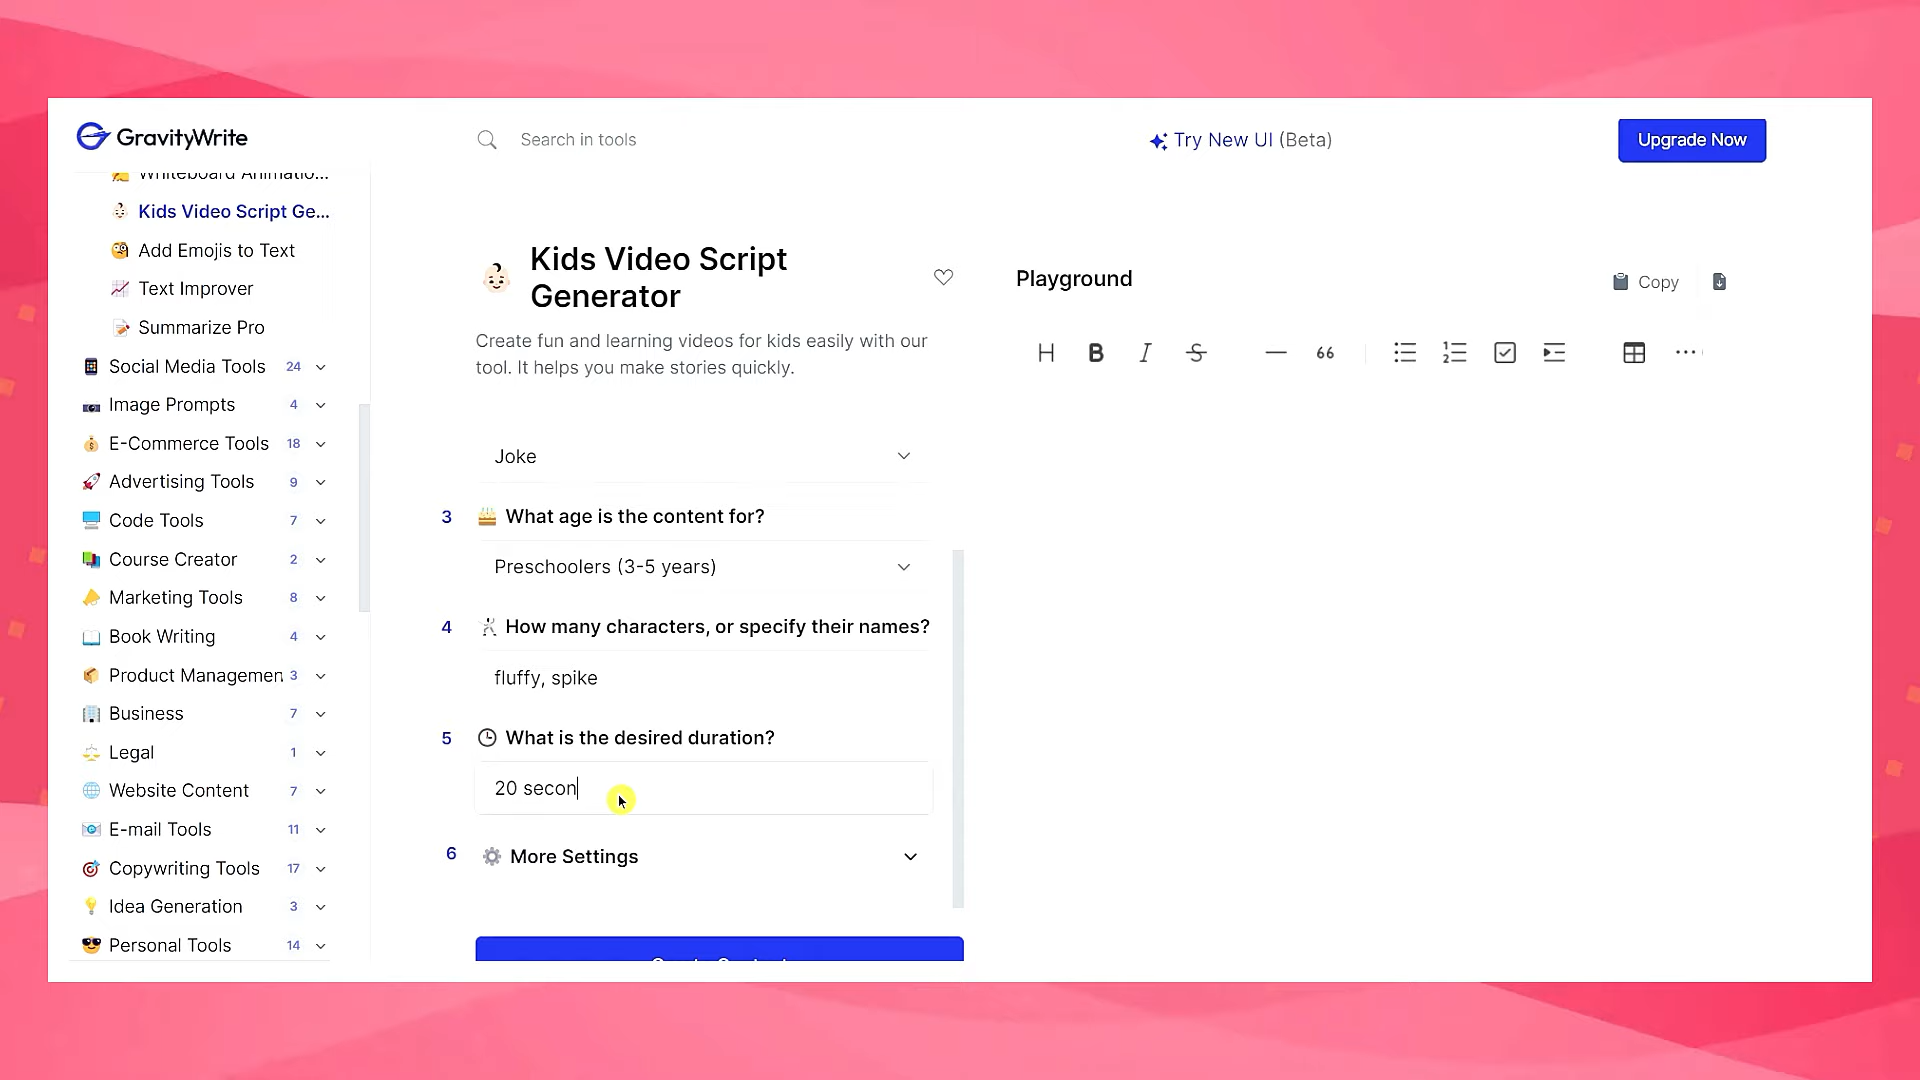 GravityWrite
Search in tools
Try New UI (Beta)
Upgrade Now
Whiteboard Animatio...
Kids Video Script Ge...
Add Emojis to Text
Text Improver
Summarize Pro
Social Media Tools 24
Image Prompts 4
E-Commerce Tools 18
Advertising Tools 9
Code Tools 7
Course Creator 2
Marketing Tools 8
Book Writing 4
Product Managemen 3
Business 7
Legal 1
Website Content 7
E-mail Tools 11
Copywriting Tools 17
Idea Generation 3
Personal Tools 14
Kids Video Script
Generator
Create fun and learning videos for kids easily with our
tool. It helps you make stories quickly.
Joke
3 What age is the content for?
Preschoolers (3-5 years)
4 How many characters, or specify their names?
fluffy, spike
5 What is the desired duration?
20 secon
6 More Settings
Playground
Copy
H B I S